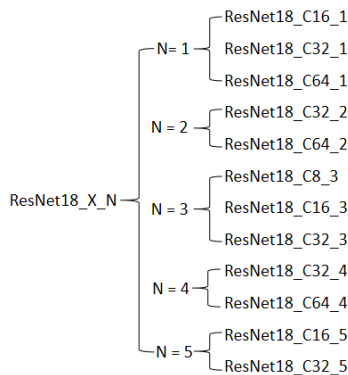 ResNet18_C16_1
N= 1
ResNet18_C32_1
ResNet18_C64_1
ResNet18_C32_2
N = 2
ResNet18_C64_2
ResNet18_C8_3
ResNet18_X_N
N = 3
ResNet18_C16_3
ResNet18_C32_3
ResNet18_C32_4
N = 4
ResNet18_C64_4
ResNet18_C16_5
N = 5
ResNet18_C32_5